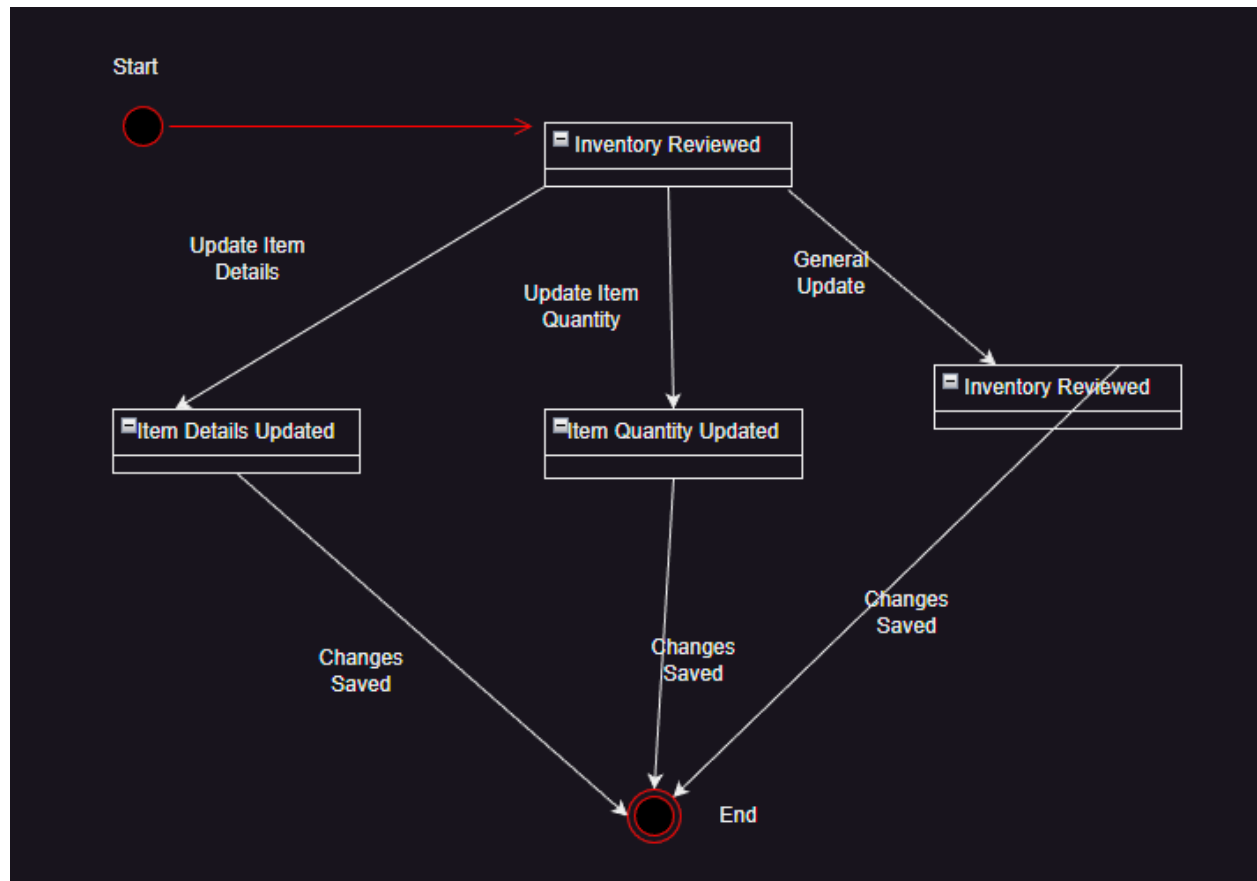 Start
Inventory Reviewed
Update Item
Details
General
Update
Update Item
Quantity
Inventory Reviewed
Item Details Updated
Item Quantity Updated
Changes
Saved
Changes
Saved
Changes
Saved
End